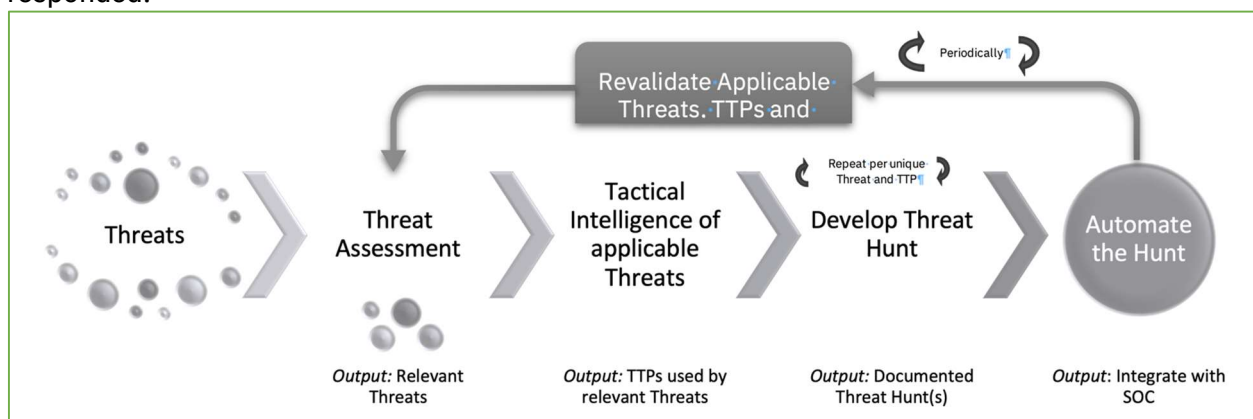 responded.
Periodically¶
Revalidate·Applicable·
Threats.·TTPs·and·
Repeat·per·unique·
Threat·and·TTP¶
Threats
Threat
Assessment
Tactical
Intelligence of
applicable
Threats
Develop Threat
Hunt
Automate
the Hunt
Output: Relevant
Threats
Output: TTPs used by
relevant Threats
Output: Documented
Threat Hunt(s)
Output: Integrate with
SOC